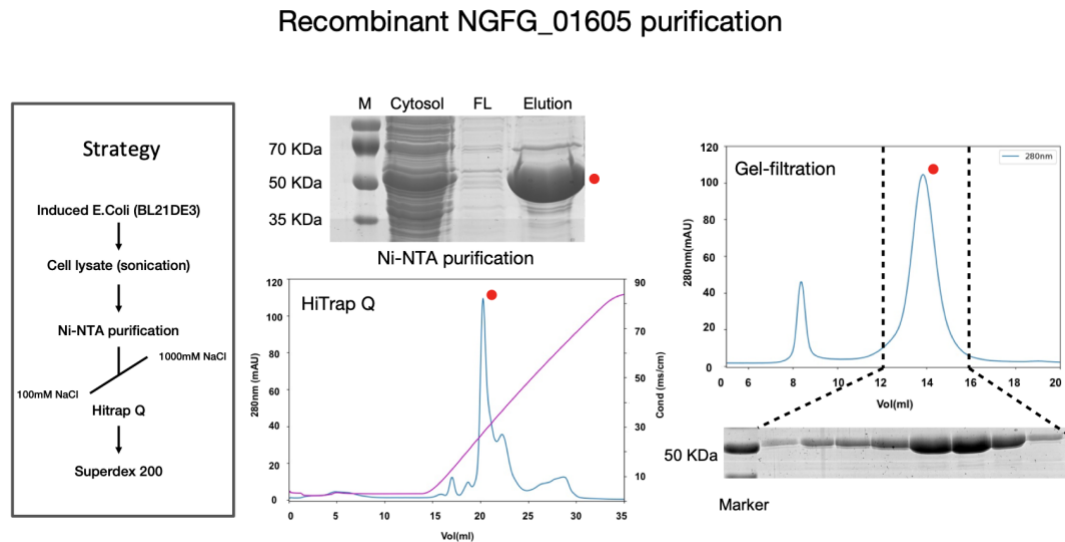 Recombinant NGFG_01605 purification
Strategy
Induced E.Coli (BL21DE3)
Cell lysate (sonication)
Ni-NTA purification
1000mM NaCl
100mM NaCl
Hitrap Q
Superdex 200
M Cytosol FL Elution
70 KDa
50 KDa
35 KDa
Ni-NTA purification
HiTrap Q
120
100
80
60
40
20
0
280nm (mAU)
90
70
50
30
10
Cond (ms/cm)
0 5 10 15 20 25 30 35
Vol(ml)
Gel-filtration
280nm
120
100
80
60
40
20
0
280nm(mAU)
0 6 8 10 12 14 16 18 20
Vol(ml)
50 KDa
Marker